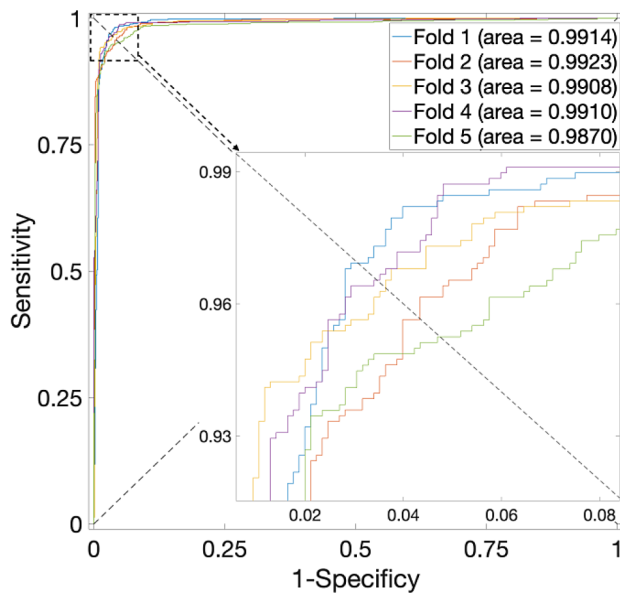 1
0.75
0.5
0.25
0
Sensitivity
Fold 1 (area = 0.9914)
Fold 2 (area = 0.9923)
Fold 3 (area = 0.9908)
Fold 4 (area = 0.9910)
Fold 5 (area = 0.9870)
0.99
0.96
0.93
0.02 0.04 0.06 0.08
0 0.25 0.5 0.75 1
1-Specificy